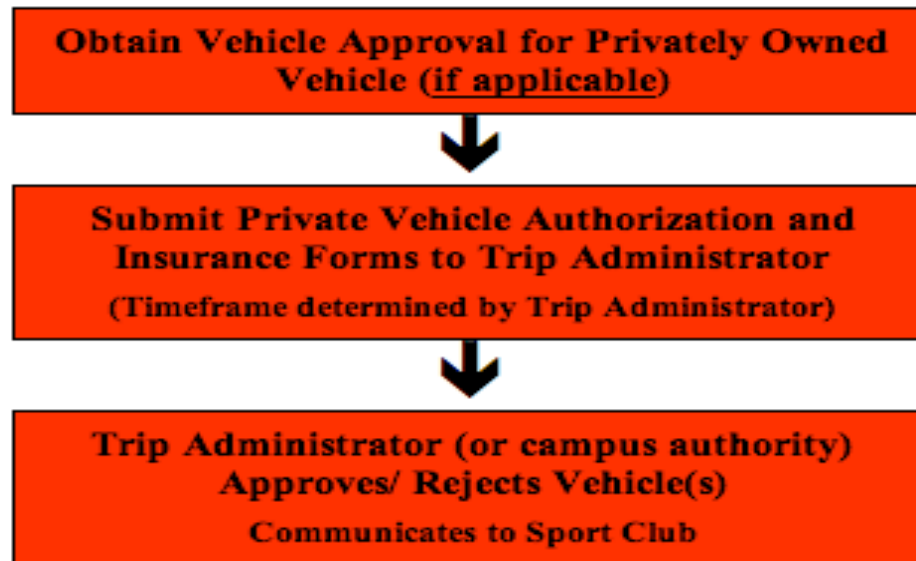 Obtain Vehicle Approval for Privately Owned
Vehicle (if applicable)
Submit Private Vehicle Authorization and
Insurance Forms to Trip Administrator
(Timeframe determined by Trip Administrator)
Trip Administrator (or campus authority)
Approves/ Rejects Vehicle(s)
Communicates to Sport Club